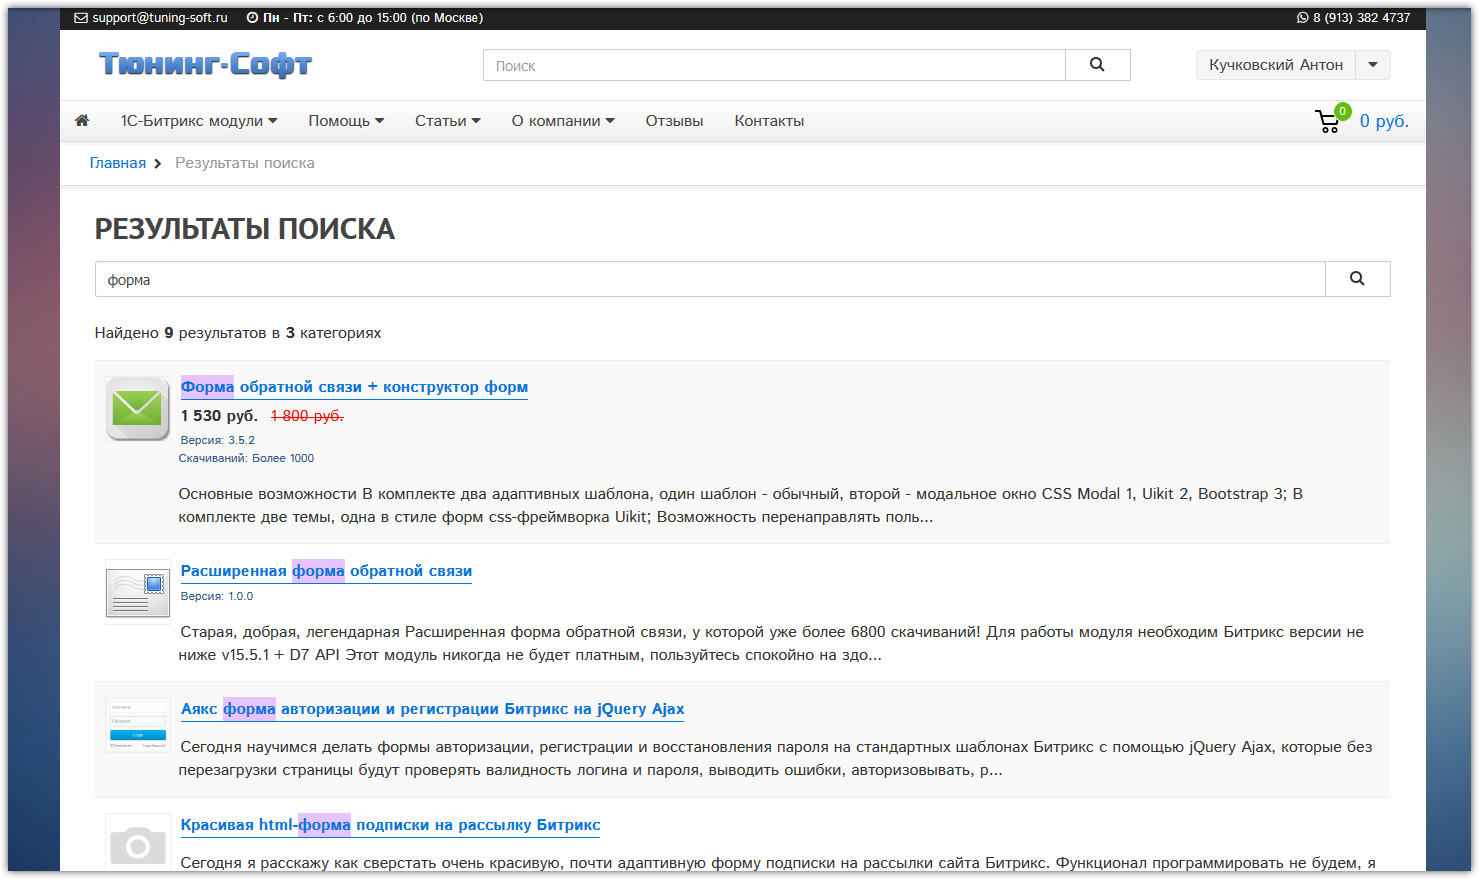 support@tuning-soft.ru Пн - Пт: с 6:00 до 15:00 (по Москве) 8 (913) 382 4737
Тюнинг-Софт Поиск Кучковский Антон
1С-Битрикс модули Помощь Статьи О компании Отзывы Контакты 0 0 руб.
Главная Результаты поиска
РЕЗУЛЬТАТЫ ПОИСКА
форма
Найдено 9 результатов в 3 категориях
Форма обратной связи + конструктор форм
1 530 руб. 1 800 руб.
Версия: 3.5.2
Скачиваний: Более 1000
Основные возможности В комплекте два адаптивных шаблона, один шаблон - обычный, второй - модальное окно CSS Modal 1, Uikit 2, Bootstrap 3; В
комплекте две темы, одна в стиле форм css-фреймворка Uikit; Возможность перенаправлять поль...
Расширенная форма обратной связи
Версия: 1.0.0
Старая, добрая, легендарная Расширенная форма обратной связи, у которой уже более 6800 скачиваний! Для работы модуля необходим Битрикс версии не
ниже v15.5.1 + D7 API Этот модуль никогда не будет платным, пользуйтесь спокойно на здо...
Аякс форма авторизации и регистрации Битрикс на jQuery Ajax
Username
Password
Login
Сегодня научимся делать формы авторизации, регистрации и восстановления пароля на стандартных шаблонах Битрикс с помощью jQuery Ajax, которые без
перезагрузки страницы будут проверять валидность логина и пароля, выводить ошибки, авторизовывать, р...
Красивая html-форма подписки на рассылку Битрикс
Сегодня я расскажу как сверстать очень красивую, почти адаптивную форму подписки на рассылки сайта Битрикс. Функционал программировать не будем, я